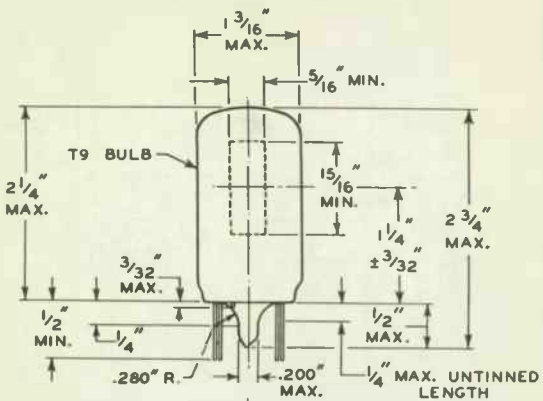 1 3/16"
MAX.
5/16" MIN.
T9 BULB
2 1/4"
MAX.
15/16"
MIN.
2 3/4"
MAX.
1 1/4"
± 3/32"
3/32"
MAX.
1/2"
MIN.
1/4"
1/2"
MAX.
.280" R.
.200"
MAX.
1/4" MAX. UNTINNED
LENGTH